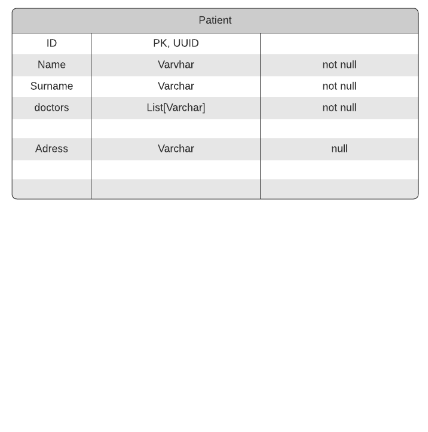 Patient
ID PK, UUID
Name Varvhar not null
Surname Varchar not null
doctors List[Varchar] not null
Adress Varchar null